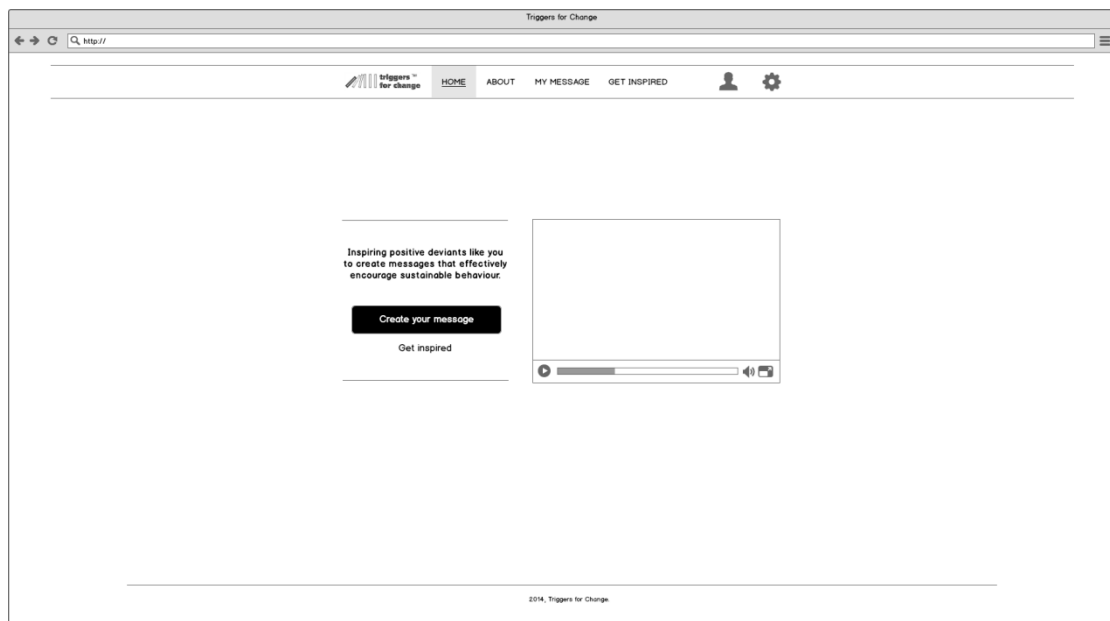 Triggers for Change
http://
triggers™
for change
HOME
ABOUT
MY MESSAGE
GET INSPIRED
Inspiring positive deviants like you
to create messages that effectively
encourage sustainable behaviour.
Create your message
Get inspired
2014, Triggers for Change.